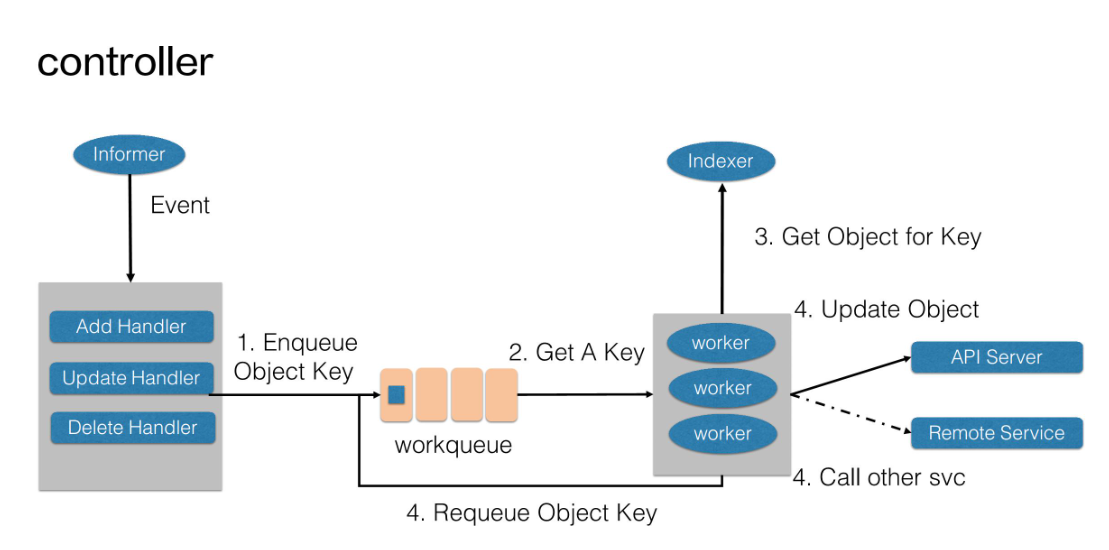 controller
Informer
Event
Add Handler
Update Handler
Delete Handler
1. Enqueue
Object Key
workqueue
2. Get A Key
Indexer
3. Get Object for Key
worker
worker
worker
4. Update Object
API Server
Remote Service
4. Call other svc
4. Requeue Object Key